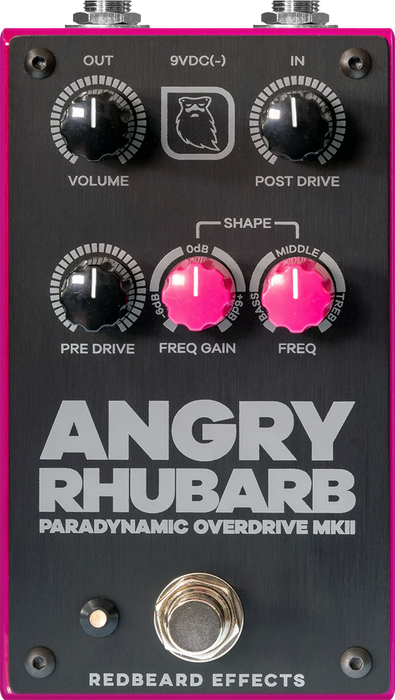 OUT 9VDC(-) IN
VOLUME POST DRIVE
SHAPE
0dB MIDDLE
-6dB +6dB BASS TREB
PRE DRIVE FREQ GAIN FREQ
ANGRY
RHUBARB
PARADYNAMIC OVERDRIVE MKII
REDBEARD EFFECTS